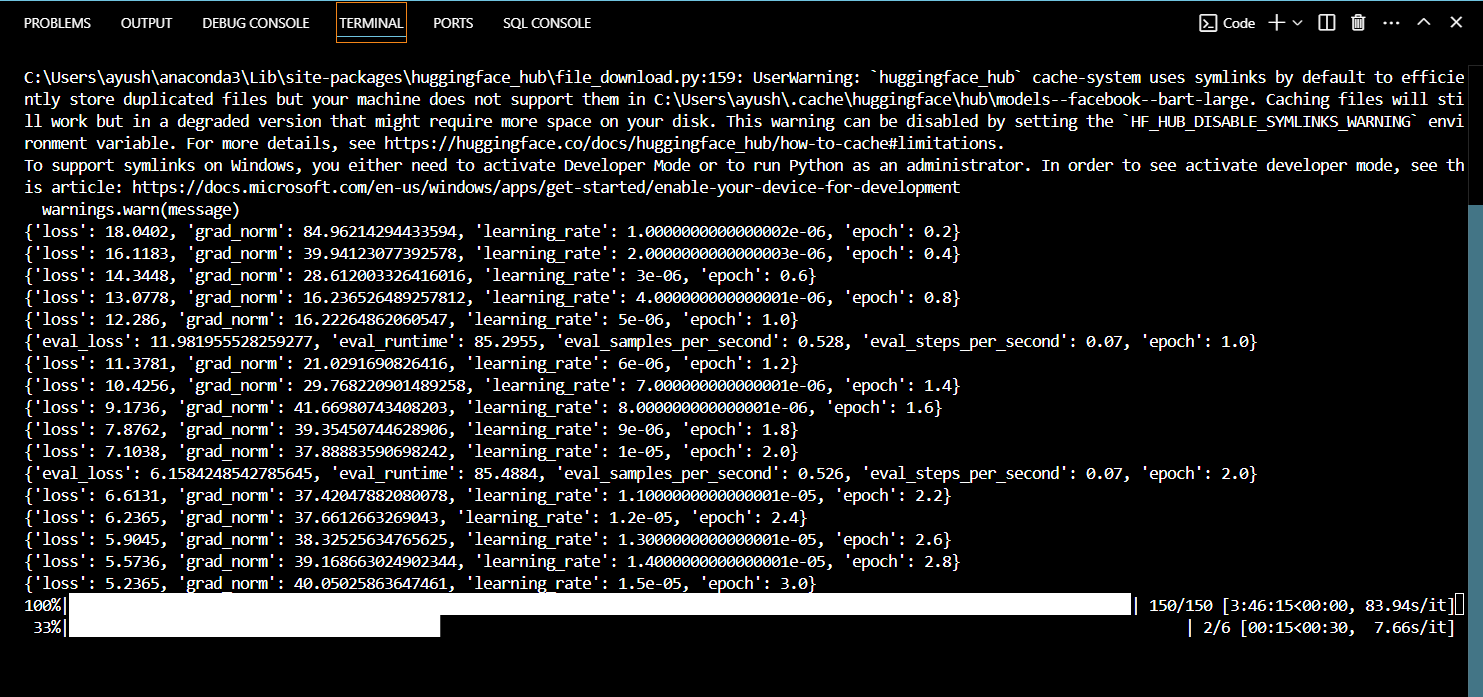 PROBLEMS OUTPUT DEBUG CONSOLE TERMINAL PORTS SQL CONSOLE Code
C:\Users\ayush\anaconda3\Lib\site-packages\huggingface_hub\file_download.py:159: UserWarning: `huggingface_hub` cache-system uses symlinks by default to efficie
ntly store duplicated files but your machine does not support them in C:\Users\ayush\.cache\huggingface\hub\models--facebook--bart-large. Caching files will sti
ll work but in a degraded version that might require more space on your disk. This warning can be disabled by setting the `HF_HUB_DISABLE_SYMLINKS_WARNING` envi
ronment variable. For more details, see https://huggingface.co/docs/huggingface_hub/how-to-cache#limitations.
To support symlinks on Windows, you either need to activate Developer Mode or to run Python as an administrator. In order to see activate developer mode, see th
is article: https://docs.microsoft.com/en-us/windows/apps/get-started/enable-your-device-for-development
  warnings.warn(message)
{'loss': 18.0402, 'grad_norm': 84.96214294433594, 'learning_rate': 1.0000000000000002e-06, 'epoch': 0.2}
{'loss': 16.1183, 'grad_norm': 39.94123077392578, 'learning_rate': 2.0000000000000003e-06, 'epoch': 0.4}
{'loss': 14.3448, 'grad_norm': 28.612003326416016, 'learning_rate': 3e-06, 'epoch': 0.6}
{'loss': 13.0778, 'grad_norm': 16.236526489257812, 'learning_rate': 4.000000000000001e-06, 'epoch': 0.8}
{'loss': 12.286, 'grad_norm': 16.22264862060547, 'learning_rate': 5e-06, 'epoch': 1.0}
{'eval_loss': 11.981955528259277, 'eval_runtime': 85.2955, 'eval_samples_per_second': 0.528, 'eval_steps_per_second': 0.07, 'epoch': 1.0}
{'loss': 11.3781, 'grad_norm': 21.0291690826416, 'learning_rate': 6e-06, 'epoch': 1.2}
{'loss': 10.4256, 'grad_norm': 29.768220901489258, 'learning_rate': 7.000000000000001e-06, 'epoch': 1.4}
{'loss': 9.1736, 'grad_norm': 41.66980743408203, 'learning_rate': 8.000000000000001e-06, 'epoch': 1.6}
{'loss': 7.8762, 'grad_norm': 39.35450744628906, 'learning_rate': 9e-06, 'epoch': 1.8}
{'loss': 7.1038, 'grad_norm': 37.88883590698242, 'learning_rate': 1e-05, 'epoch': 2.0}
{'eval_loss': 6.1584248542785645, 'eval_runtime': 85.4884, 'eval_samples_per_second': 0.526, 'eval_steps_per_second': 0.07, 'epoch': 2.0}
{'loss': 6.6131, 'grad_norm': 37.42047882080078, 'learning_rate': 1.1000000000000001e-05, 'epoch': 2.2}
{'loss': 6.2365, 'grad_norm': 37.6612663269043, 'learning_rate': 1.2e-05, 'epoch': 2.4}
{'loss': 5.9045, 'grad_norm': 38.32525634765625, 'learning_rate': 1.3000000000000001e-05, 'epoch': 2.6}
{'loss': 5.5736, 'grad_norm': 39.168663024902344, 'learning_rate': 1.4000000000000001e-05, 'epoch': 2.8}
{'loss': 5.2365, 'grad_norm': 40.05025863647461, 'learning_rate': 1.5e-05, 'epoch': 3.0}
100%| | 150/150 [3:46:15<00:00, 83.94s/it]
33%| | 2/6 [00:15<00:30, 7.66s/it]